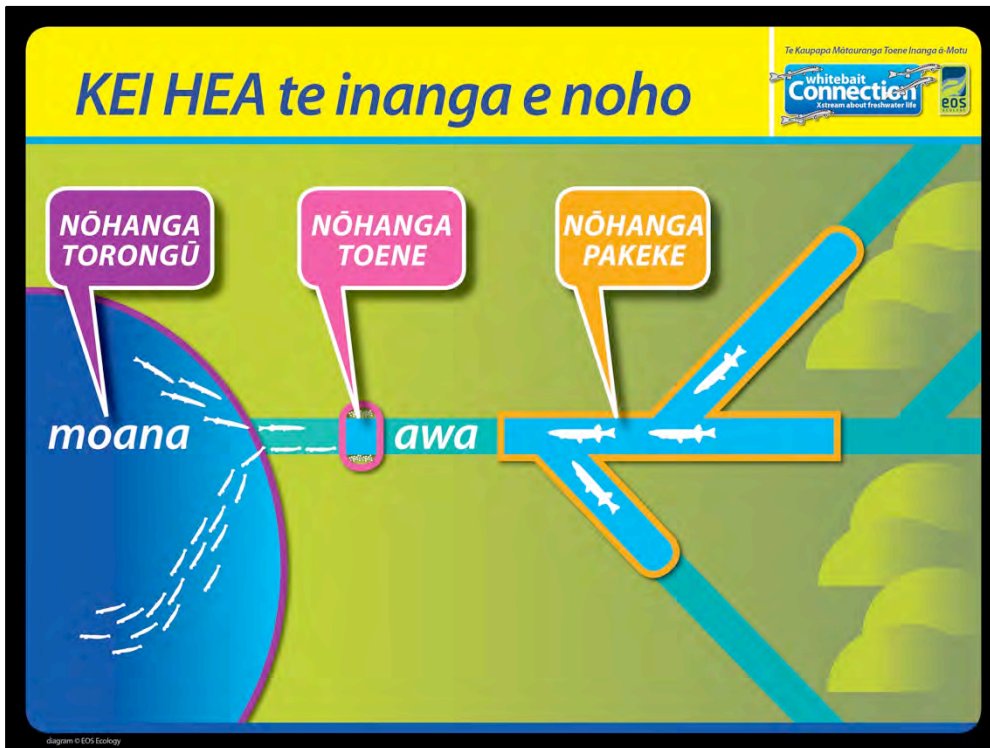 Te Kaupapa Mātauranga Toene Inanga ā-Motu
KEI HEA te inanga e noho
whitebait
Connection
Xstream about freshwater life
eos
ECOLOGY
NŌHANGA
TORONGŪ
NŌHANGA
TOENE
NŌHANGA
PAKEKE
moana
awa
diagram © EOS Ecology